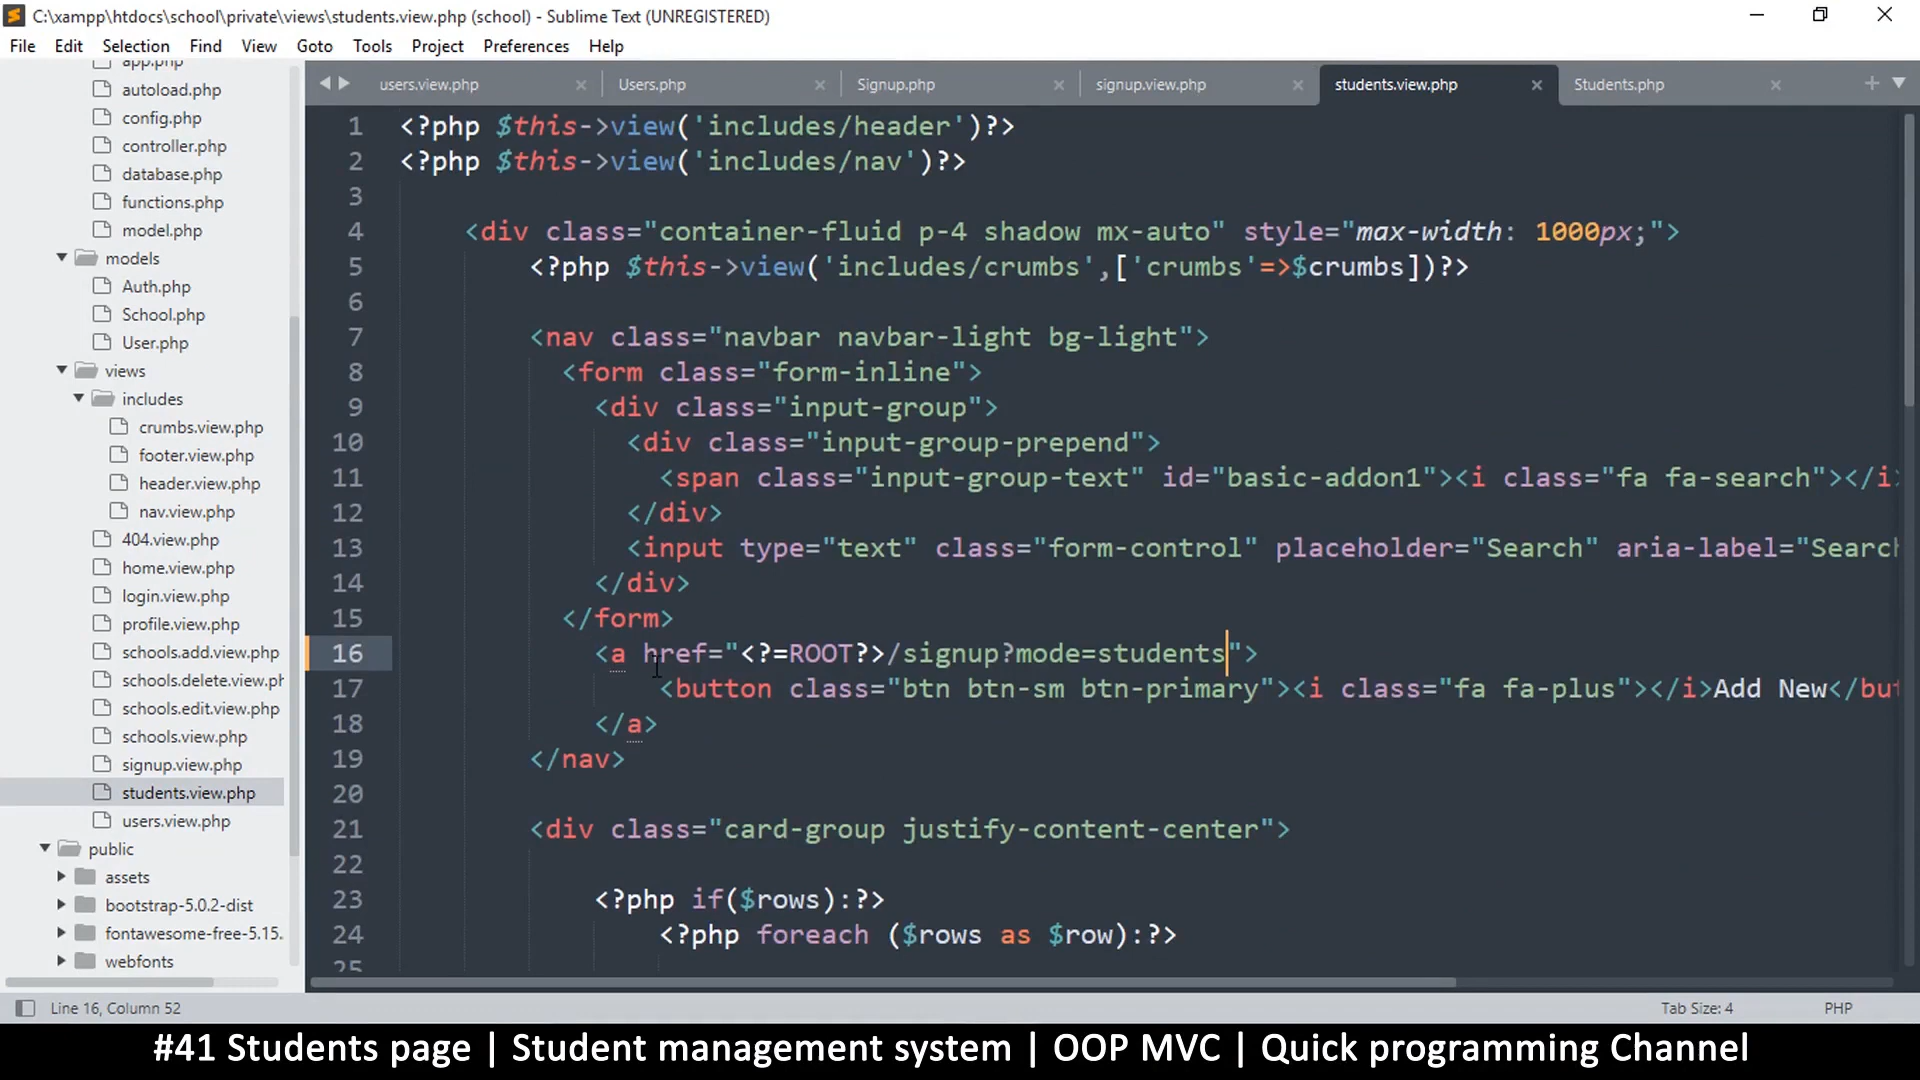 C:\xampp\htdocs\school\private\views\students.view.php (school) - Sublime Text (UNREGISTERED)
File Edit Selection Find View Goto Tools Project Preferences Help
users.view.php Users.php Signup.php signup.view.php students.view.php Students.php
app.php
autoload.php
config.php
controller.php
database.php
functions.php
model.php
models
Auth.php
School.php
User.php
views
includes
crumbs.view.php
footer.view.php
header.view.php
nav.view.php
404.view.php
home.view.php
login.view.php
profile.view.php
schools.add.view.php
schools.delete.view.ph
schools.edit.view.php
schools.view.php
signup.view.php
students.view.php
users.view.php
public
assets
bootstrap-5.0.2-dist
fontawesome-free-5.15.
webfonts
1 <?php $this->view('includes/header')?>
2 <?php $this->view('includes/nav')?>
3
4 <div class="container-fluid p-4 shadow mx-auto" style="max-width: 1000px;">
5 <?php $this->view('includes/crumbs',['crumbs'=>$crumbs])?>
6
7 <nav class="navbar navbar-light bg-light">
8 <form class="form-inline">
9 <div class="input-group">
10 <div class="input-group-prepend">
11 <span class="input-group-text" id="basic-addon1"><i class="fa fa-search"></i>
12 </div>
13 <input type="text" class="form-control" placeholder="Search" aria-label="Search
14 </div>
15 </form>
16 <a href="<?=ROOT?>/signup?mode=students">
17 <button class="btn btn-sm btn-primary"><i class="fa fa-plus"></i>Add New</but
18 </a>
19 </nav>
20
21 <div class="card-group justify-content-center">
22
23 <?php if($rows):?>
24 <?php foreach ($rows as $row):?>
25
Line 16, Column 52 Tab Size: 4 PHP
#41 Students page | Student management system | OOP MVC | Quick programming Channel